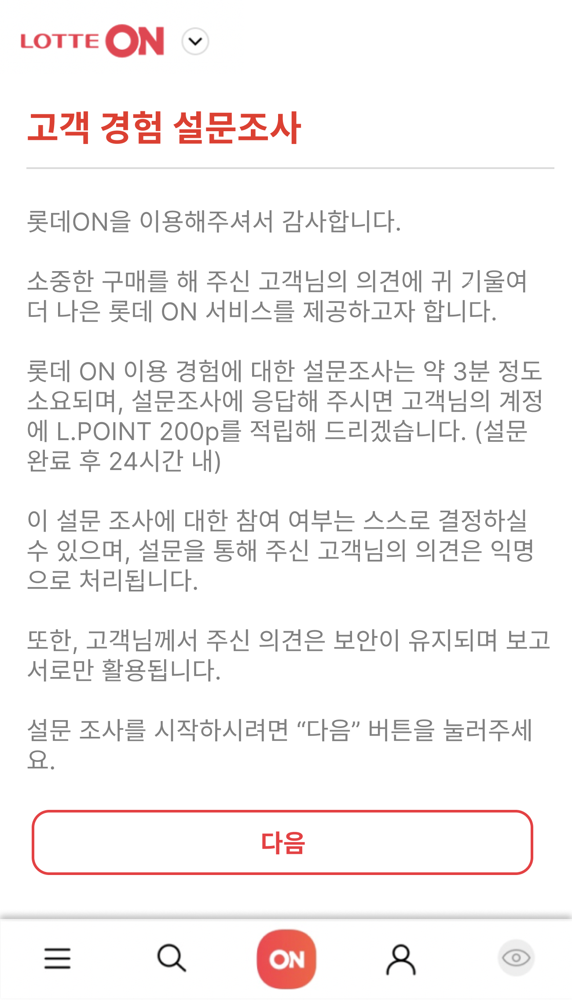 LOTTE ON
고객 경험 설문조사
롯데ON을 이용해주셔서 감사합니다.
소중한 구매를 해 주신 고객님의 의견에 귀 기울여
더 나은 롯데 ON 서비스를 제공하고자 합니다.
롯데 ON 이용 경험에 대한 설문조사는 약 3분 정도
소요되며, 설문조사에 응답해 주시면 고객님의 계정
에 L.POINT 200p를 적립해 드리겠습니다. (설문
완료 후 24시간 내)
이 설문 조사에 대한 참여 여부는 스스로 결정하실
수 있으며, 설문을 통해 주신 고객님의 의견은 익명
으로 처리됩니다.
또한, 고객님께서 주신 의견은 보안이 유지되며 보고
서로만 활용됩니다.
설문 조사를 시작하시려면 “다음” 버튼을 눌러주세
요.
다음
ON